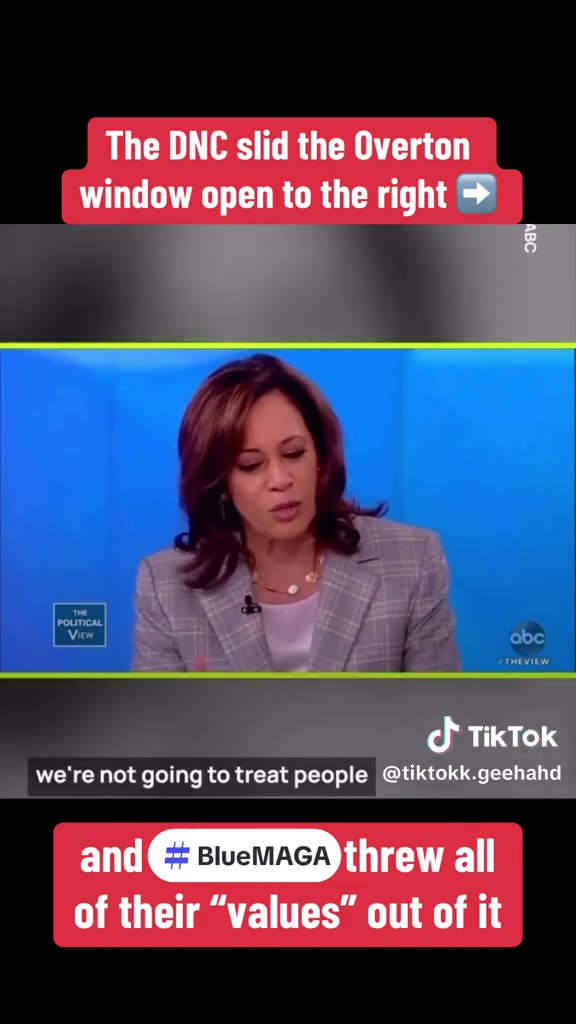 The DNC slid the Overton
window open to the right ➡️
ABC
THE
POLITICAL
VIEW
abc
#THEVIEW
TikTok
we're not going to treat people
@tiktokk.geehahd
and # BlueMAGA threw all
of their “values” out of it